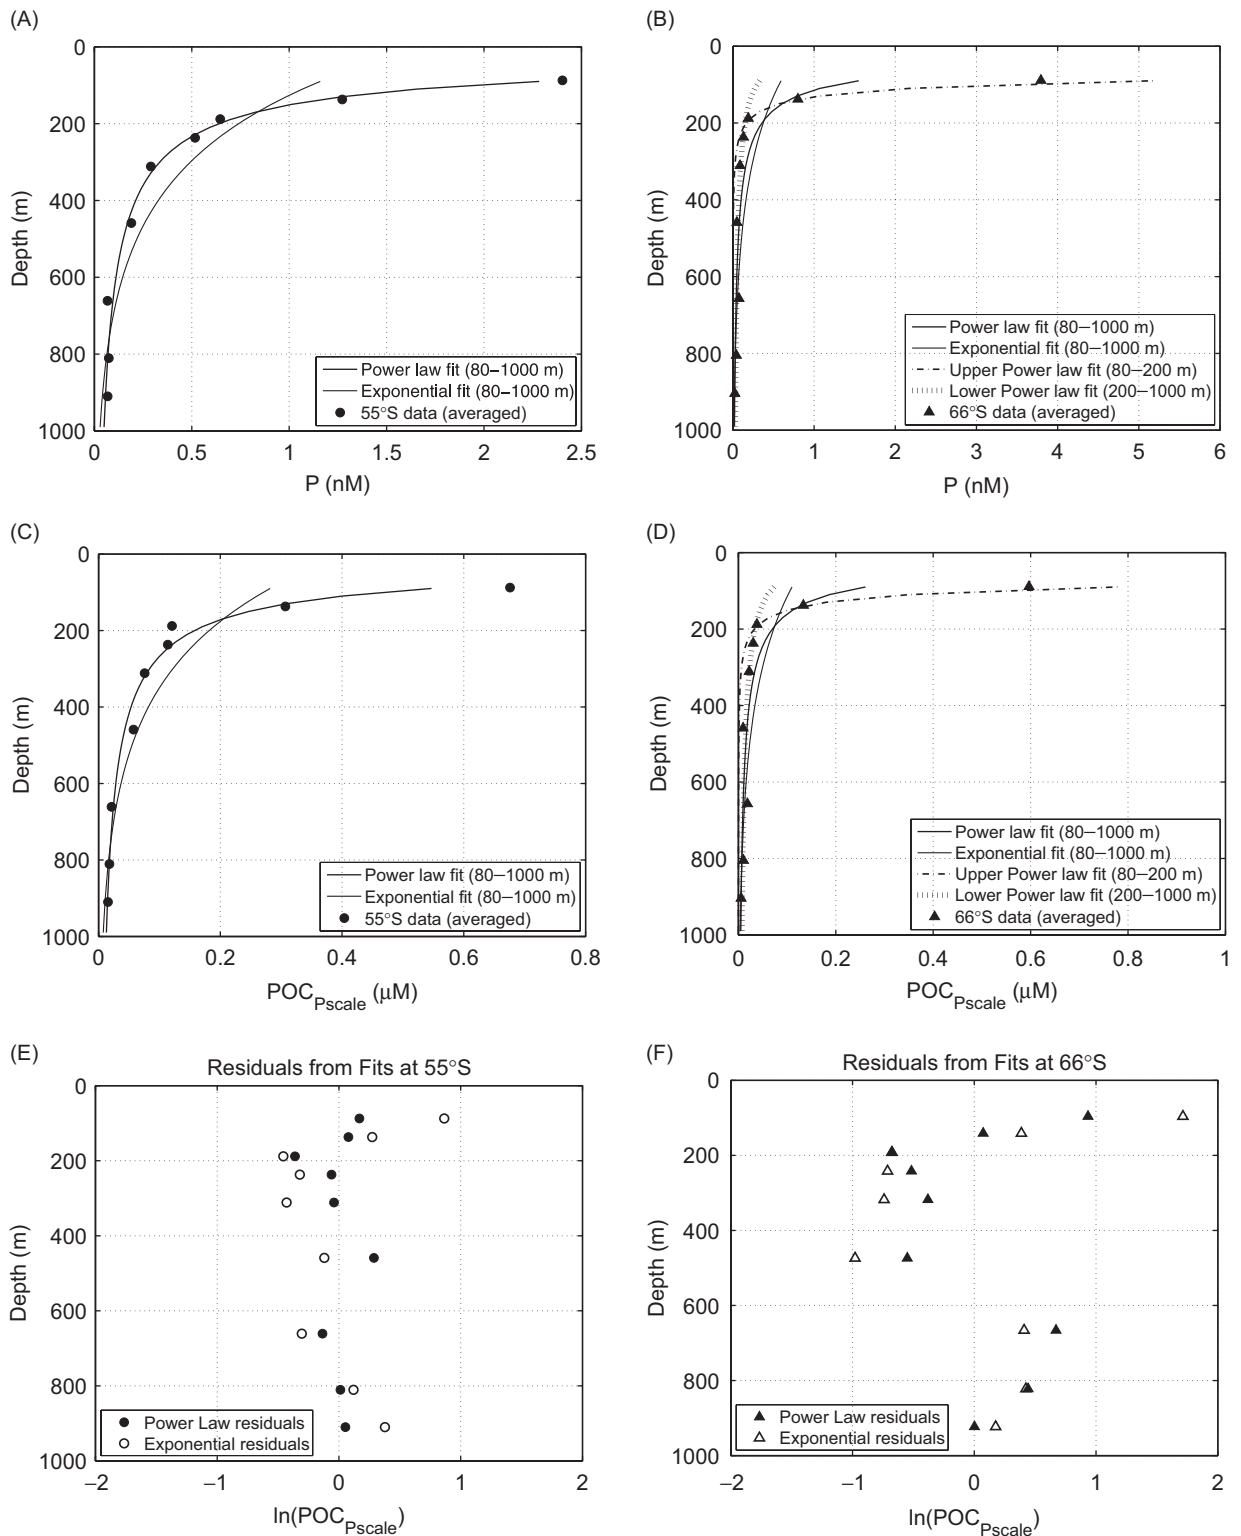 (A)
0
200
400
600
800
1000
Depth (m)
Power law fit (80–1000 m)
Exponential fit (80–1000 m)
55°S data (averaged)
0 0.5 1 1.5 2 2.5
P (nM)
(B)
0
200
400
600
800
1000
Depth (m)
Power law fit (80–1000 m)
Exponential fit (80–1000 m)
Upper Power law fit (80–200 m)
Lower Power law fit (200–1000 m)
66°S data (averaged)
0 1 2 3 4 5 6
P (nM)
(C)
0
200
400
600
800
1000
Depth (m)
Power law fit (80–1000 m)
Exponential fit (80–1000 m)
55°S data (averaged)
0 0.2 0.4 0.6 0.8
POC_Pscale (μM)
(D)
0
200
400
600
800
1000
Depth (m)
Power law fit (80–1000 m)
Exponential fit (80–1000 m)
Upper Power law fit (80–200 m)
Lower Power law fit (200–1000 m)
66°S data (averaged)
0 0.2 0.4 0.6 0.8 1
POC_Pscale (μM)
(E)
Residuals from Fits at 55°S
0
200
400
600
800
1000
Depth (m)
Power Law residuals
Exponential residuals
−2 −1 0 1 2
ln(POC_Pscale)
(F)
Residuals from Fits at 66°S
0
200
400
600
800
1000
Depth (m)
Power Law residuals
Exponential residuals
−2 −1 0 1 2
ln(POC_Pscale)